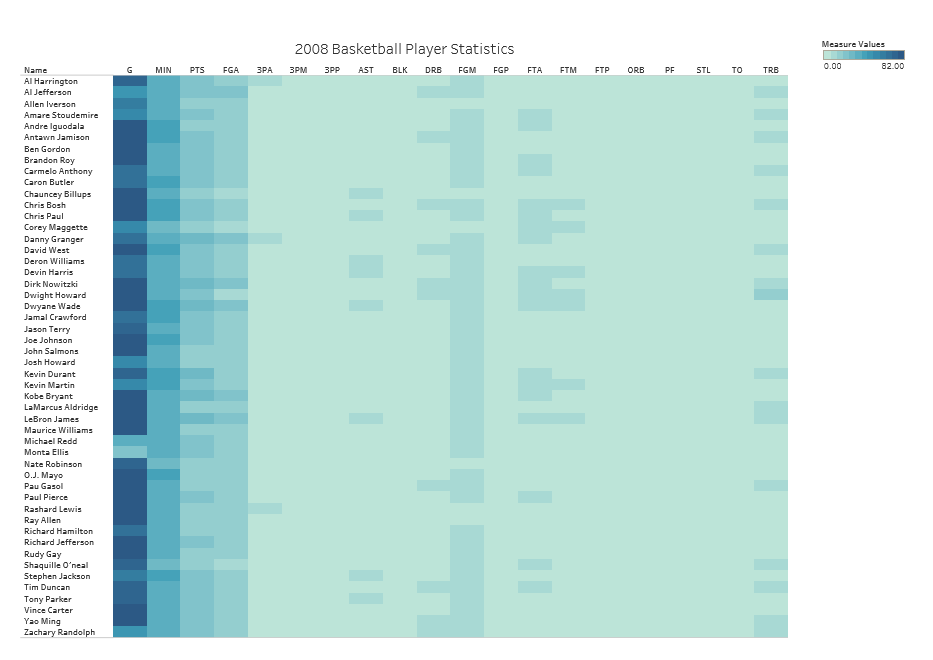 2008 Basketball Player Statistics
Measure Values
0.00 82.00
Name G MIN PTS FGA 3PA 3PM 3PP AST BLK DRB FGM FGP FTA FTM FTP ORB PF STL TO TRB
Al Harrington
Al Jefferson
Allen Iverson
Amare Stoudemire
Andre Iguodala
Antawn Jamison
Ben Gordon
Brandon Roy
Carmelo Anthony
Caron Butler
Chauncey Billups
Chris Bosh
Chris Paul
Corey Maggette
Danny Granger
David West
Deron Williams
Devin Harris
Dirk Nowitzki
Dwight Howard
Dwyane Wade
Jamal Crawford
Jason Terry
Joe Johnson
John Salmons
Josh Howard
Kevin Durant
Kevin Martin
Kobe Bryant
LaMarcus Aldridge
LeBron James
Maurice Williams
Michael Redd
Monta Ellis
Nate Robinson
O.J. Mayo
Pau Gasol
Paul Pierce
Rashard Lewis
Ray Allen
Richard Hamilton
Richard Jefferson
Rudy Gay
Shaquille O'neal
Stephen Jackson
Tim Duncan
Tony Parker
Vince Carter
Yao Ming
Zachary Randolph